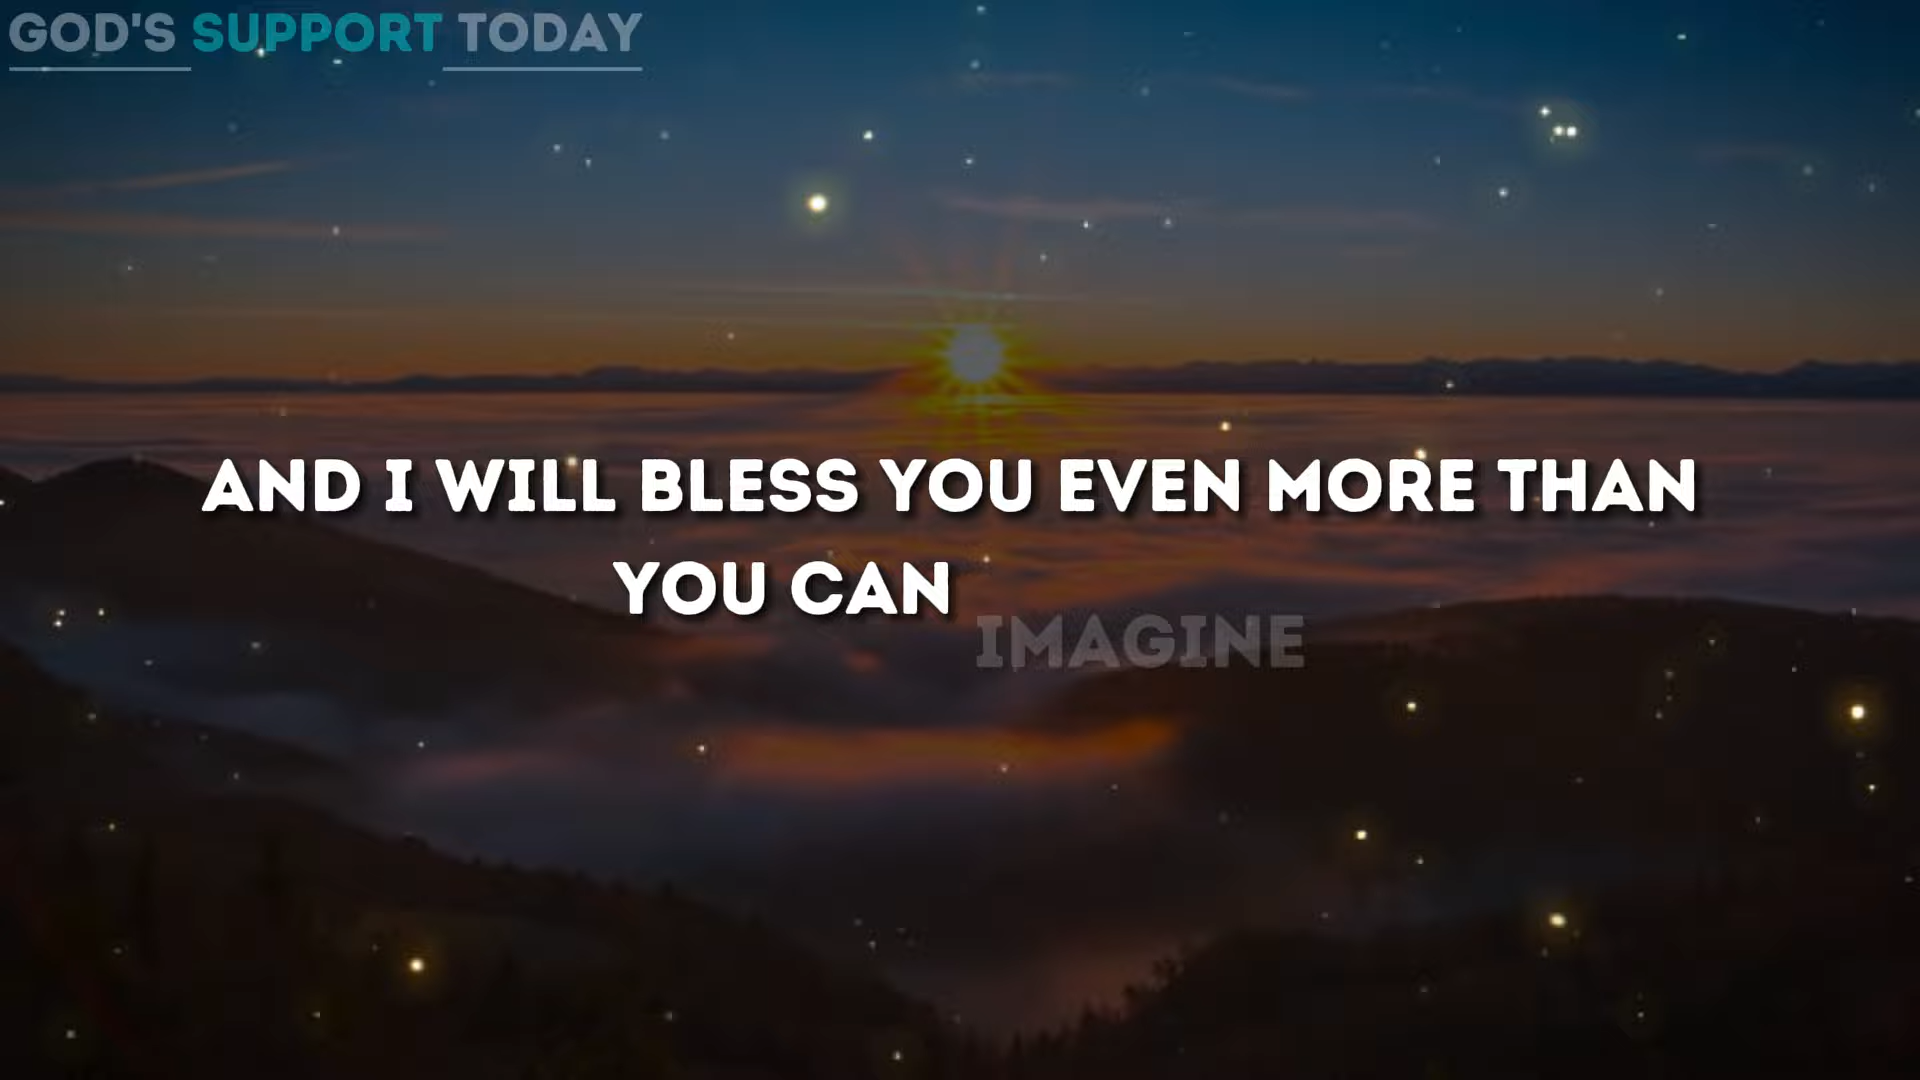 GOD'S SUPPORT TODAY
AND I WILL BLESS YOU EVEN MORE THAN
YOU CAN IMAGINE